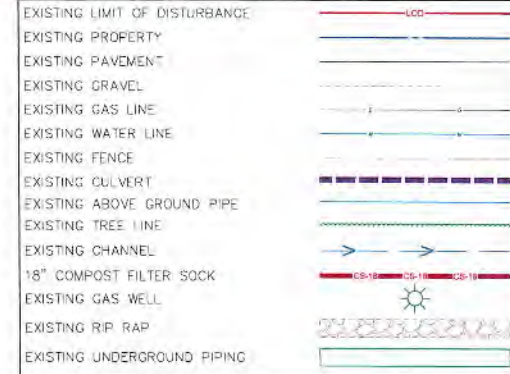 EXISTING LIMIT OF DISTURBANCE LOD
EXISTING PROPERTY
EXISTING PAVEMENT
EXISTING GRAVEL
EXISTING GAS LINE G
EXISTING WATER LINE W W
EXISTING FENCE
EXISTING CULVERT
EXISTING ABOVE GROUND PIPE
EXISTING TREE LINE
EXISTING CHANNEL
18" COMPOST FILTER SOCK CS-18 CS-18 CS-18
EXISTING GAS WELL
EXISTING RIP RAP
EXISTING UNDERGROUND PIPING